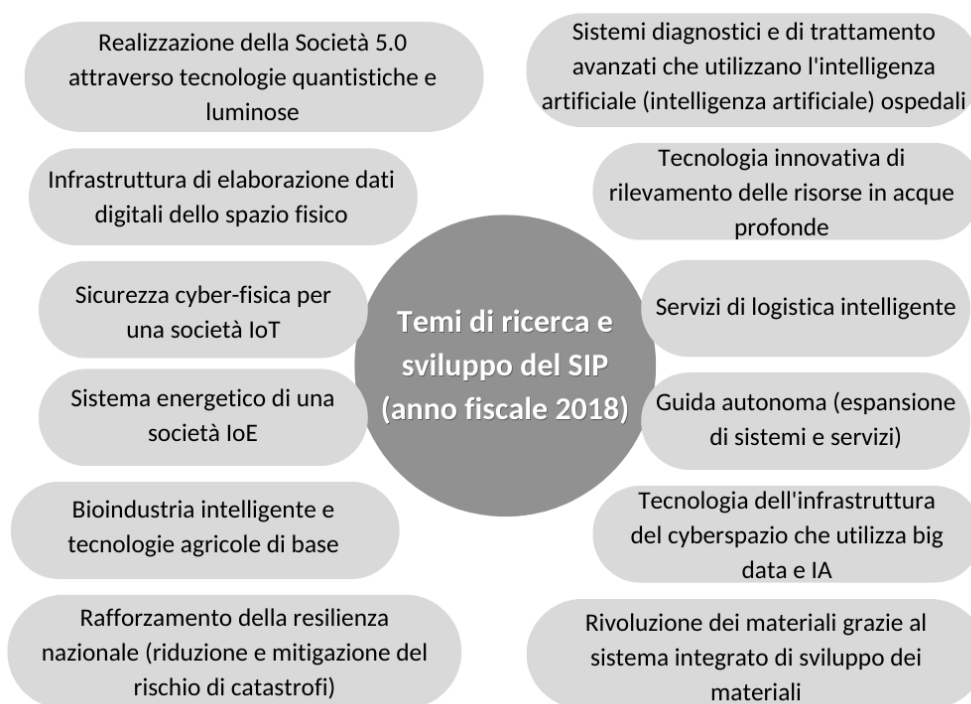 Realizzazione della Società 5.0
attraverso tecnologie quantistiche e
luminose
Infrastruttura di elaborazione dati
digitali dello spazio fisico
Sicurezza cyber-fisica per
una società IoT
Sistema energetico di una
società IoE
Bioindustria intelligente e
tecnologie agricole di base
Rafforzamento della resilienza
nazionale (riduzione e mitigazione del
rischio di catastrofi)
Temi di ricerca e
sviluppo del SIP
(anno fiscale 2018)
Sistemi diagnostici e di trattamento
avanzati che utilizzano l'intelligenza
artificiale (intelligenza artificiale) ospedali
Tecnologia innovativa di
rilevamento delle risorse in acque
profonde
Servizi di logistica intelligente
Guida autonoma (espansione
di sistemi e servizi)
Tecnologia dell'infrastruttura
del cyberspazio che utilizza big
data e IA
Rivoluzione dei materiali grazie al
sistema integrato di sviluppo dei
materiali